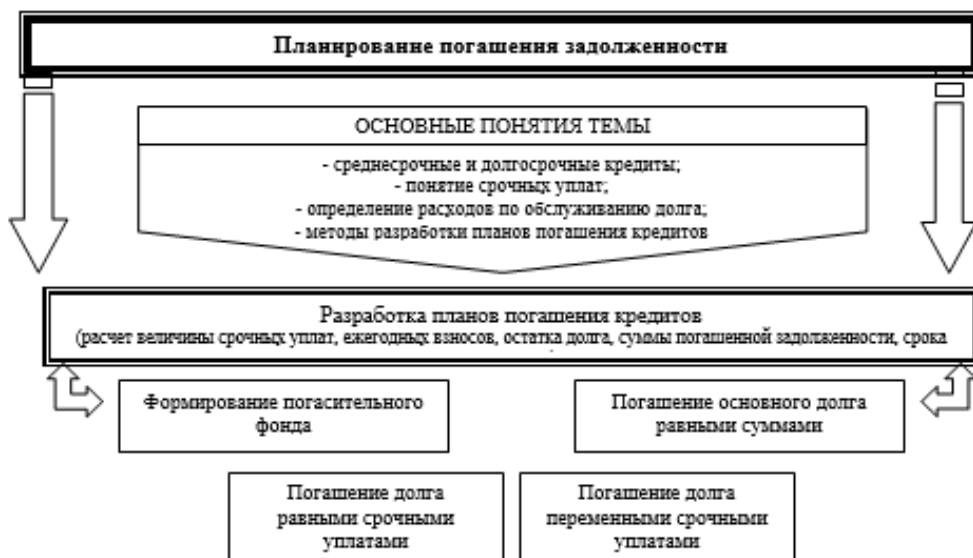 Планирование погашения задолженности
ОСНОВНЫЕ ПОНЯТИЯ ТЕМЫ
- среднесрочные и долгосрочные кредиты;
- понятие срочных уплат;
- определение расходов по обслуживанию долга;
- методы разработки планов погашения кредитов
Разработка планов погашения кредитов
(расчет величины срочных уплат, ежегодных взносов, остатка долга, суммы погашенной задолженности, срока
Формирование погасительного
фонда
Погашение основного долга
равными суммами
Погашение долга
равными срочными
уплатами
Погашение долга
переменными срочными
уплатами